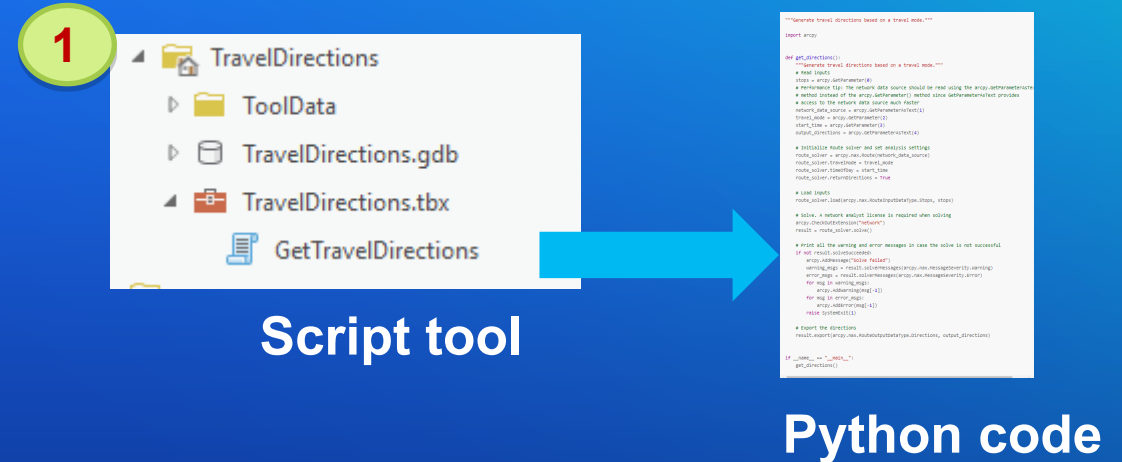 1
TravelDirections
ToolData
TravelDirections.gdb
TravelDirections.tbx
GetTravelDirections
Script tool
"""Generate travel directions based on a travel mode."""
import arcpy
def get_directions():
"""Generate travel directions based on a travel mode."""
# Read inputs
stops = arcpy.GetParameter(0)
# Performance tip: The network data source should be read using the arcpy.GetParameterAsTe
# method instead of the arcpy.GetParameter() method since GetParameterAsText provides
# access to the network data source much faster
network_data_source = arcpy.GetParameterAsText(1)
travel_mode = arcpy.GetParameter(2)
start_time = arcpy.GetParameter(3)
output_directions = arcpy.GetParameterAsText(4)
# Initialize Route solver and set analysis settings
route_solver = arcpy.nax.Route(network_data_source)
route_solver.travelMode = travel_mode
route_solver.timeOfDay = start_time
route_solver.returnDirections = True
# Load inputs
route_solver.load(arcpy.nax.RouteInputDataType.Stops, stops)
# Solve. A network analyst license is required when solving
arcpy.CheckOutExtension("network")
result = route_solver.solve()
# Print all the warning and error messages in case the solve is not successful
if not result.solveSucceeded:
arcpy.AddMessage("Solve failed")
warning_msgs = result.solverMessages(arcpy.nax.MessageSeverity.Warning)
error_msgs = result.solverMessages(arcpy.nax.MessageSeverity.Error)
for msg in warning_msgs:
arcpy.AddWarning(msg[-1])
for msg in error_msgs:
arcpy.AddError(msg[-1])
raise SystemExit(1)
# Export the directions
result.export(arcpy.nax.RouteOutputDataType.Directions, output_directions)
if __name__ == "__main__":
get_directions()
Python code